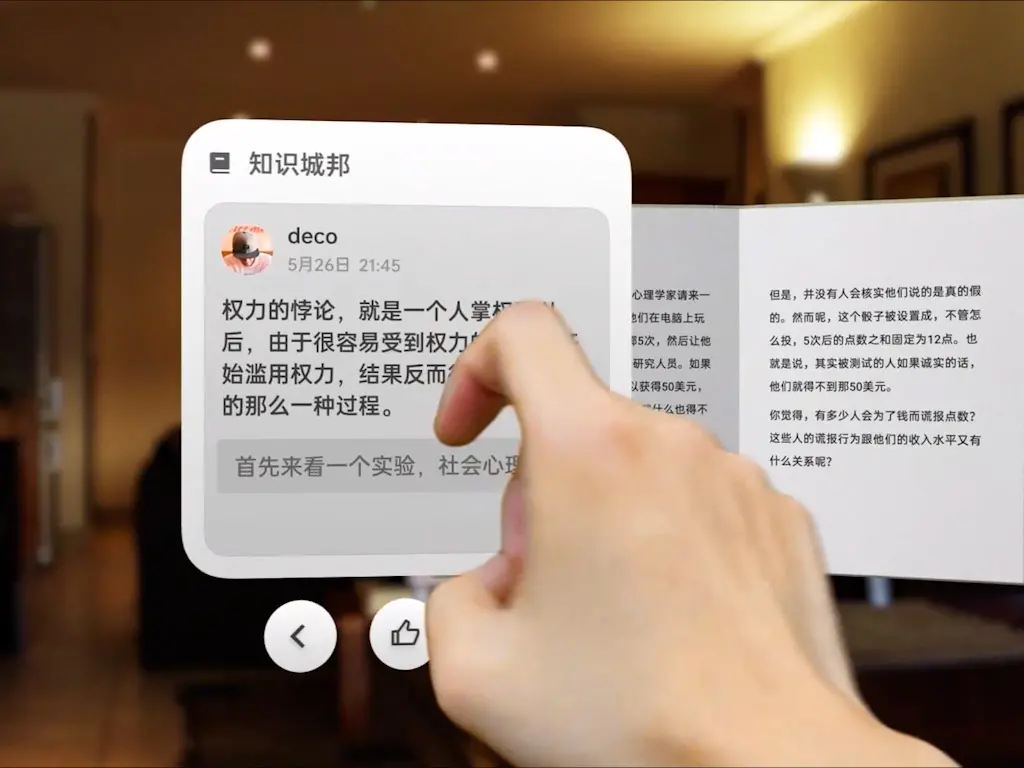 知识城邦
deco
5月26日 21:45
权力的悖论，就是一个人掌权
后，由于很容易受到权力
始滥用权力，结果反而
的那么一种过程。
首先来看一个实验，社会心理
心理学家请来一
们在电脑上玩
5次，然后让他
研究人员。如果
以获得50美元，
什么也得不
但是，并没有人会核实他们说的是真的假
的。然而呢，这个骰子被设置成，不管怎
么投，5次后的点数之和固定为12点。也
就是说，其实被测试的人如果诚实的话，
他们就得不到那50美元。
你觉得，有多少人会为了钱而谎报点数？
这些人的谎报行为跟他们的收入水平又有
什么关系呢？